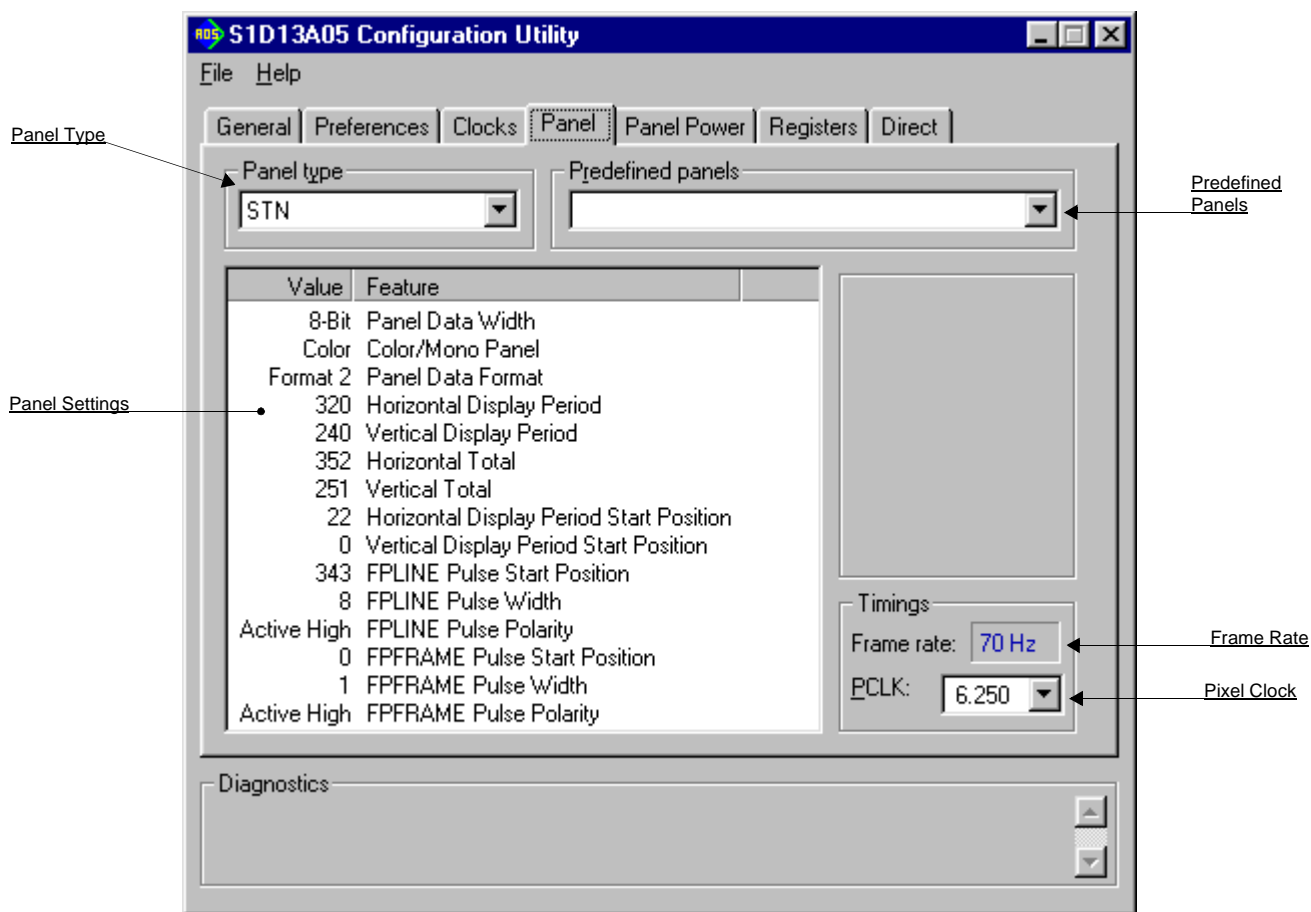 A05 S1D13A05 Configuration Utility
File Help
General Preferences Clocks Panel Panel Power Registers Direct
Panel Type
Panel type
STN
Predefined panels
Predefined
Panels
Value Feature
8-Bit Panel Data Width
Color Color/Mono Panel
Format 2 Panel Data Format
Panel Settings
320 Horizontal Display Period
240 Vertical Display Period
352 Horizontal Total
251 Vertical Total
22 Horizontal Display Period Start Position
0 Vertical Display Period Start Position
343 FPLINE Pulse Start Position
8 FPLINE Pulse Width
Active High FPLINE Pulse Polarity
0 FPFRAME Pulse Start Position
1 FPFRAME Pulse Width
Active High FPFRAME Pulse Polarity
Timings
Frame rate: 70 Hz
Frame Rate
PCLK: 6.250
Pixel Clock
Diagnostics